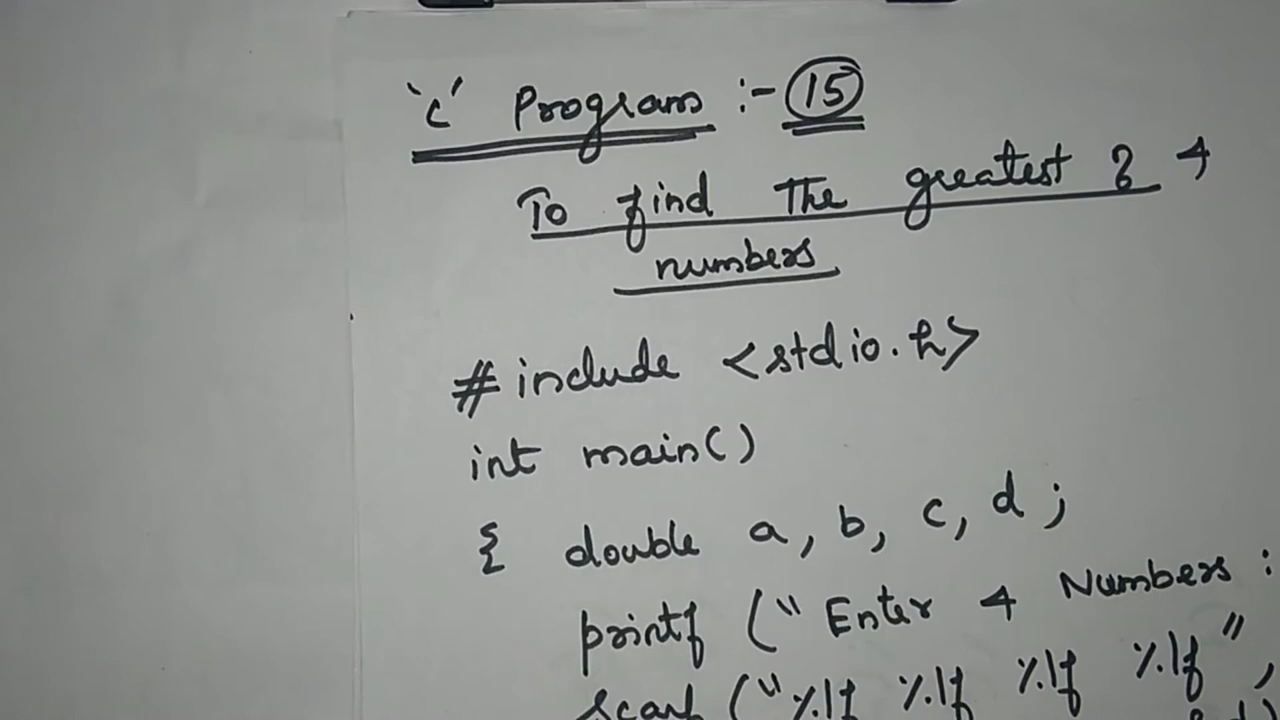 'c' Program :- 15
To find The greatest of 4
numbers
#include <stdio.h>
int main()
{ double a, b, c, d;
printf (" Enter 4 Numbers :
scanf ("%lf %lf %lf %lf",